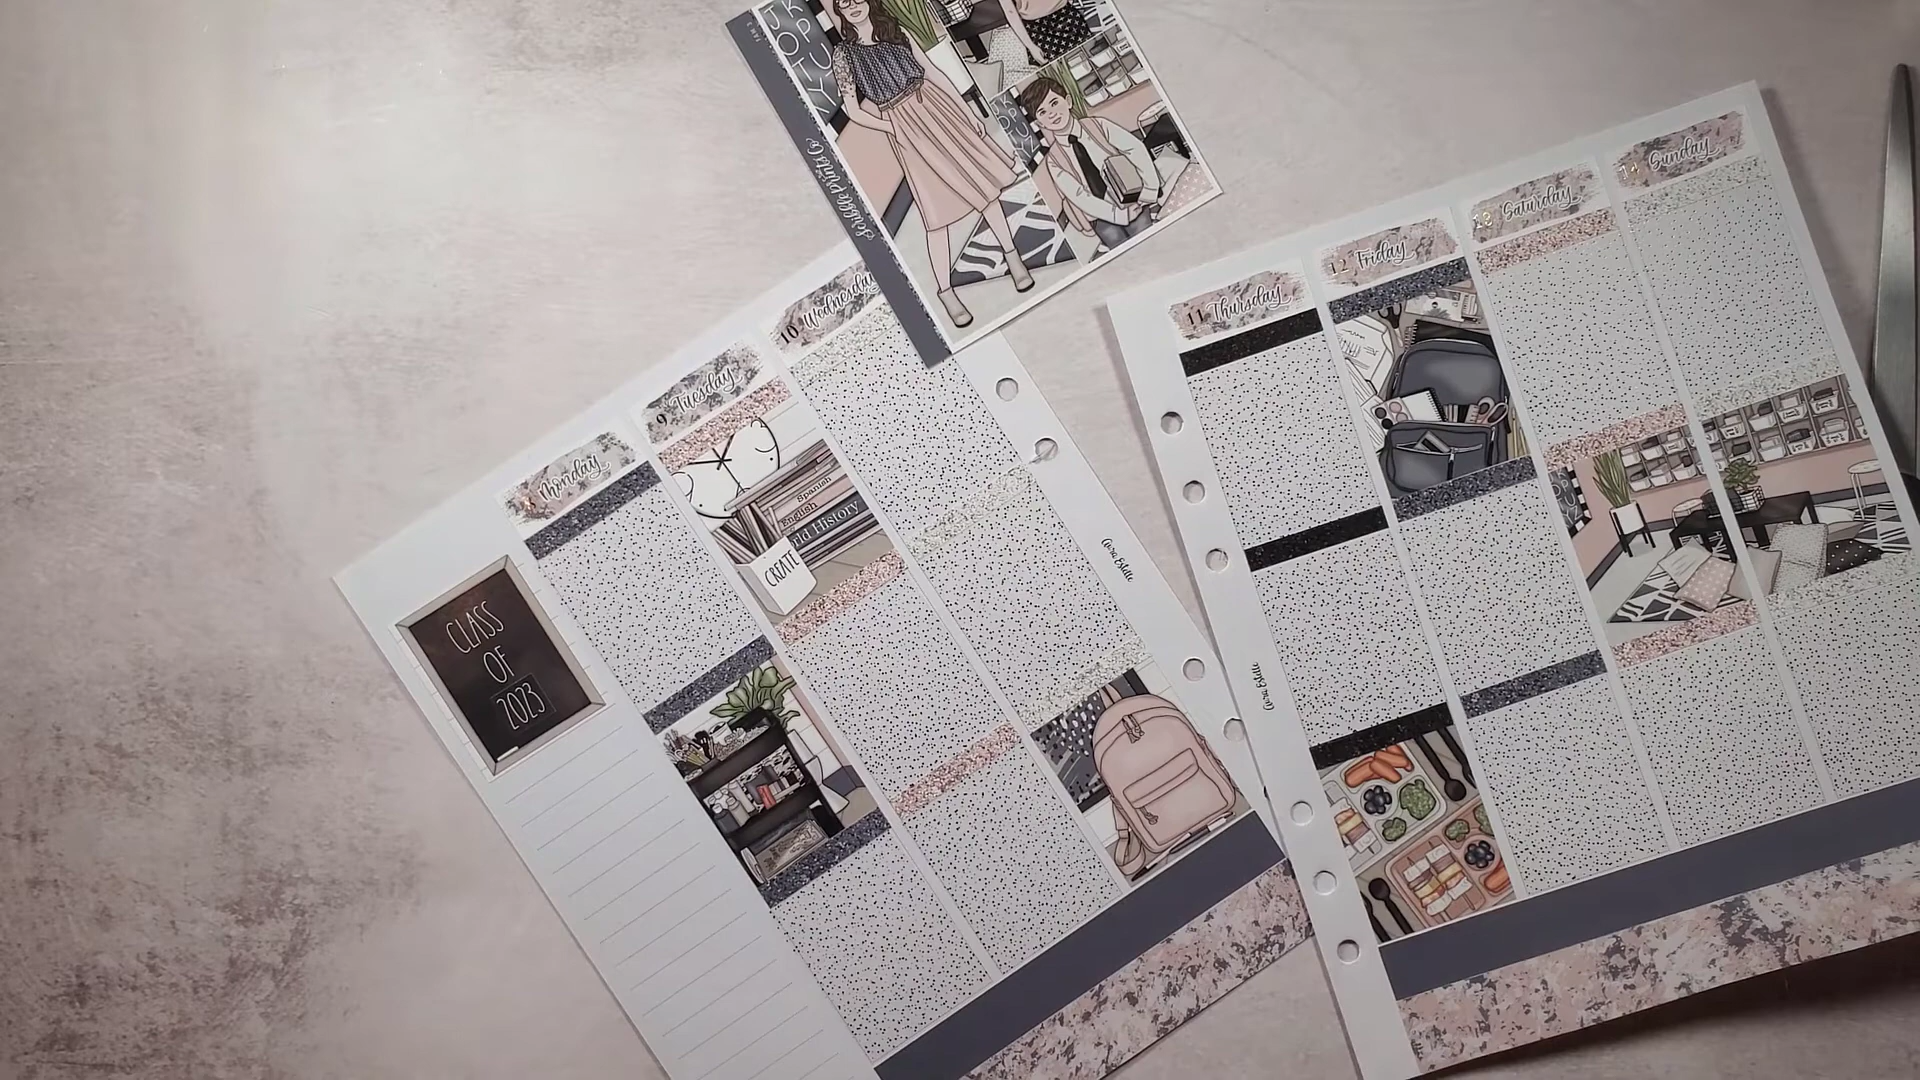 J K
O P
T U
Y
Scribble Prints Co
J K
O P
T U
Y
Monday
9 Tuesday
10 Wednesday
11 Thursday
12 Friday
13 Saturday
14 Sunday
CLASS
OF
2023
Spanish
English
World History
CREATE